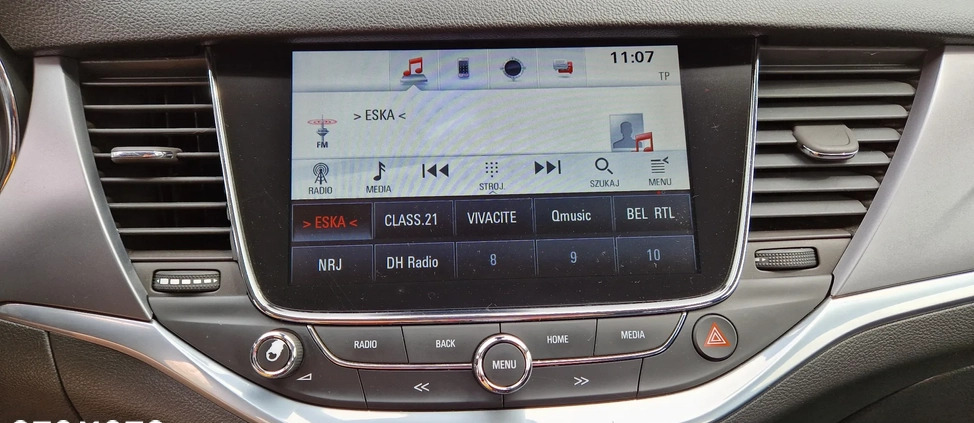 11:07
TP
> ESKA <
FM
RADIO MEDIA STROJ. SZUKAJ MENU
> ESKA < CLASS.21 VIVACITE Qmusic BEL RTL
NRJ DH Radio 8 9 10
RADIO BACK MENU HOME MEDIA